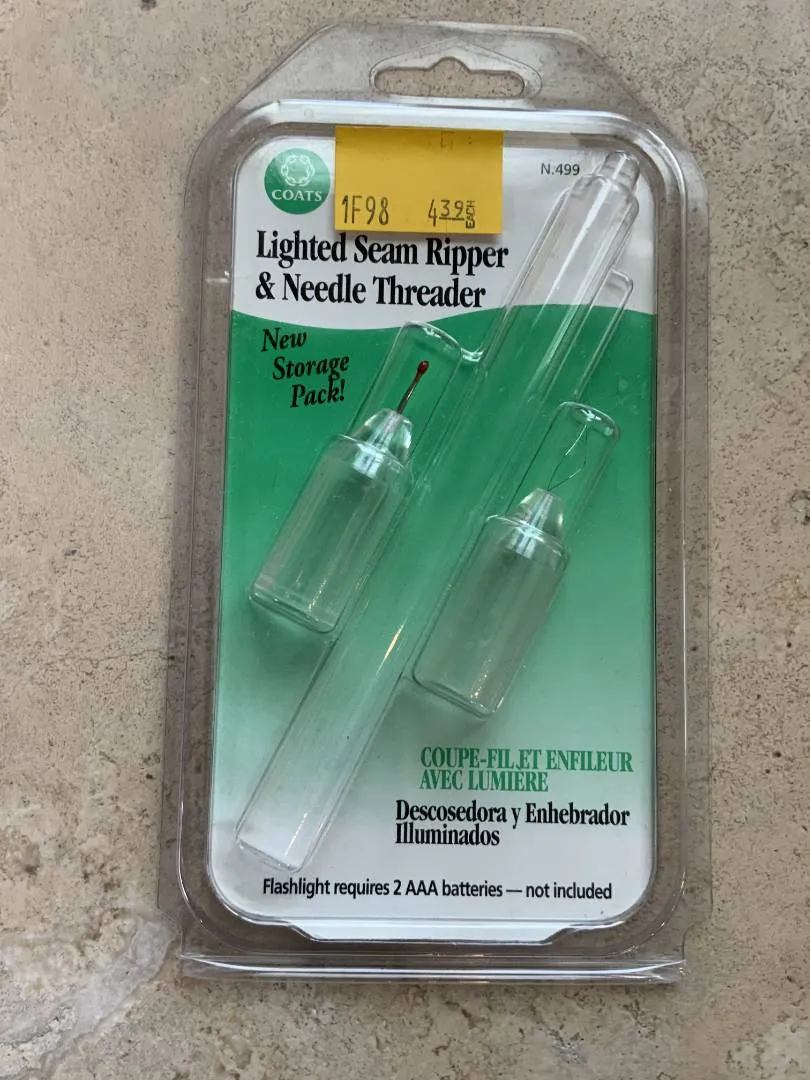 COATS
1F98 4 39 EACH
N.499
Lighted Seam Ripper
& Needle Threader
New
Storage
Pack!
COUPE-FIL ET ENFILEUR
AVEC LUMIÈRE
Descosedora y Enhebrador
Illuminados
Flashlight requires 2 AAA batteries — not included